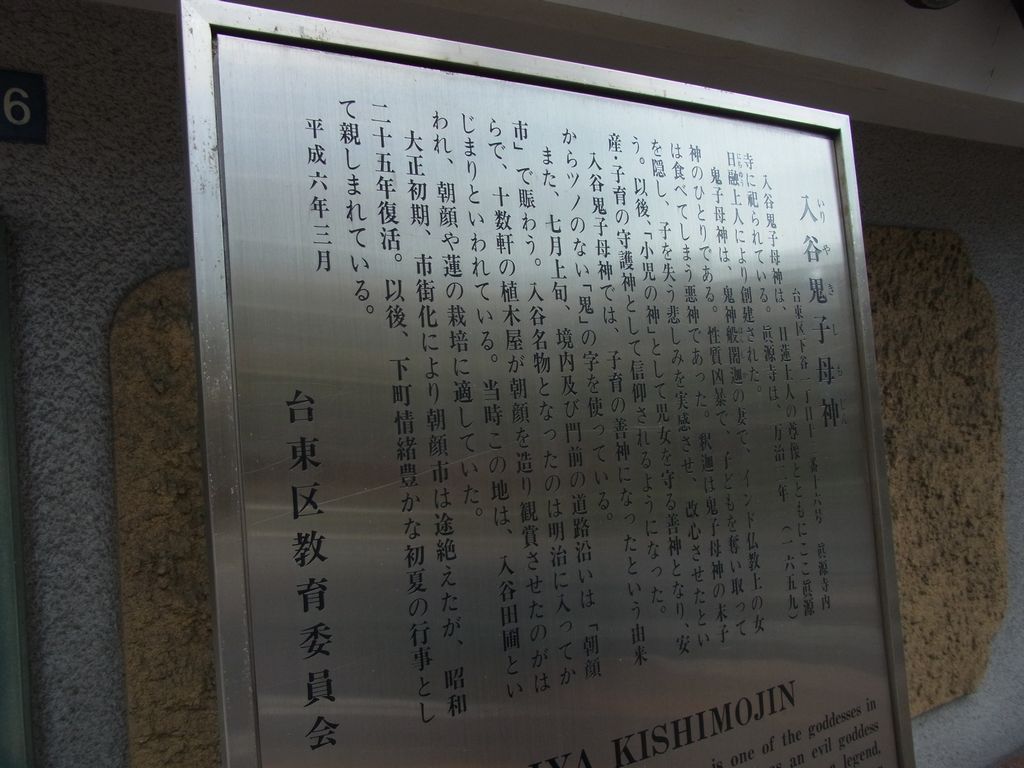 入谷鬼子母神
いりやきしもじん
台東区下谷一丁目十二番十六号 眞源寺内
入谷鬼子母神は、日蓮上人の尊像とともにここ眞源
寺に祀られている。眞源寺は、万治二年(一六五九)
日融上人により創建された。
鬼子母神は、鬼神般闍迦の妻で、インド仏教上の女
神のひとりである。性質凶暴で、子どもを奪い取って
は食べてしまう悪神であった。釈迦は鬼子母神の末子
を隠し、子を失う悲しみを実感させ、改心させたとい
う。以後、「小児の神」として児女を守る善神となり、安
産・子育の守護神として信仰されるようになった。
入谷鬼子母神では、子育の善神になったという由来
からツノのない「鬼」の字を使っている。
また、七月上旬、境内及び門前の道路沿いは「朝顔
市」で賑わう。入谷名物となったのは明治に入ってか
らで、十数軒の植木屋が朝顔を造り観賞させたのがは
じまりといわれている。当時この地は、入谷田圃とい
われ、朝顔や蓮の栽培に適していた。
大正初期、市街化により朝顔市は途絶えたが、昭和
二十五年復活。以後、下町情緒豊かな初夏の行事とし
て親しまれている。
平成六年三月
台東区教育委員会
YA KISHIMOJIN
is one of the goddesses in
as an evil goddess
legend,
6